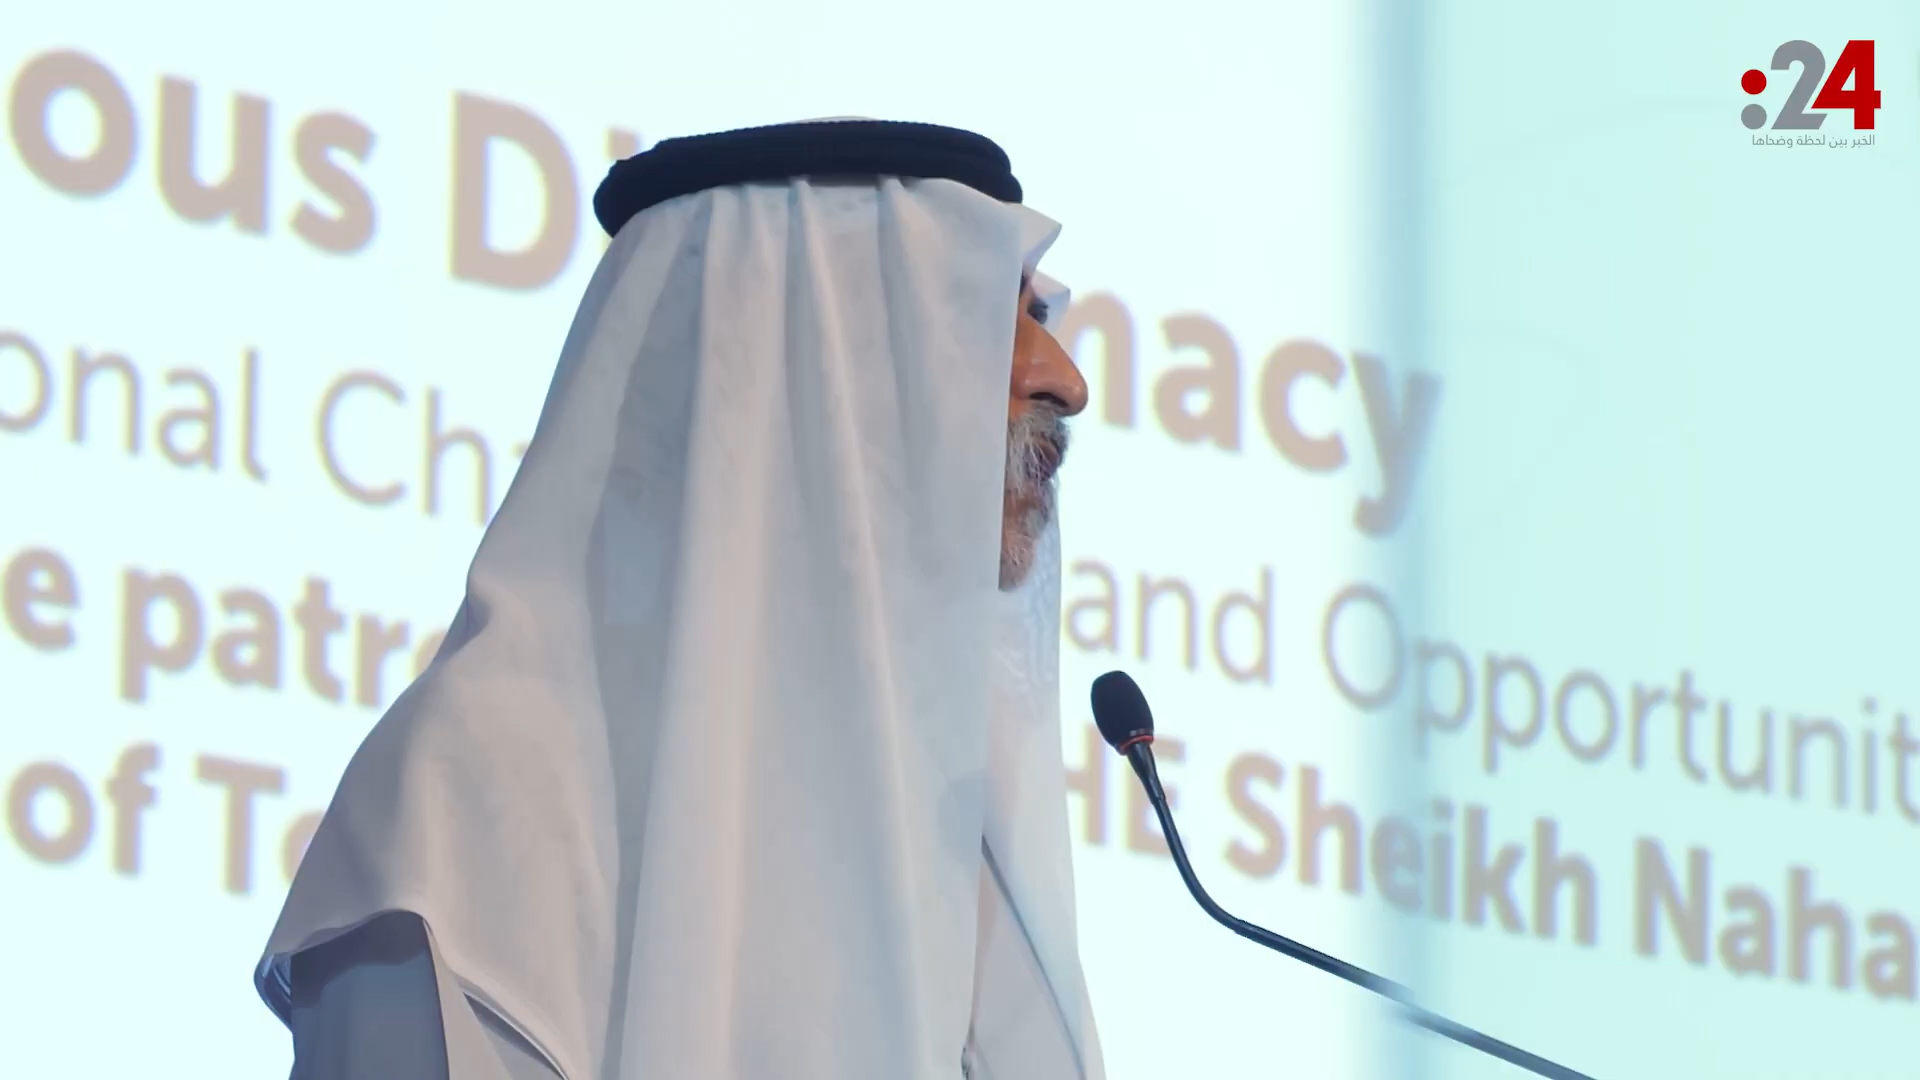 :24
الخبر بين لحظة وضحاها
ous D macy
onal Ch and Opportunit
e patr HE Sheikh Naha
of T